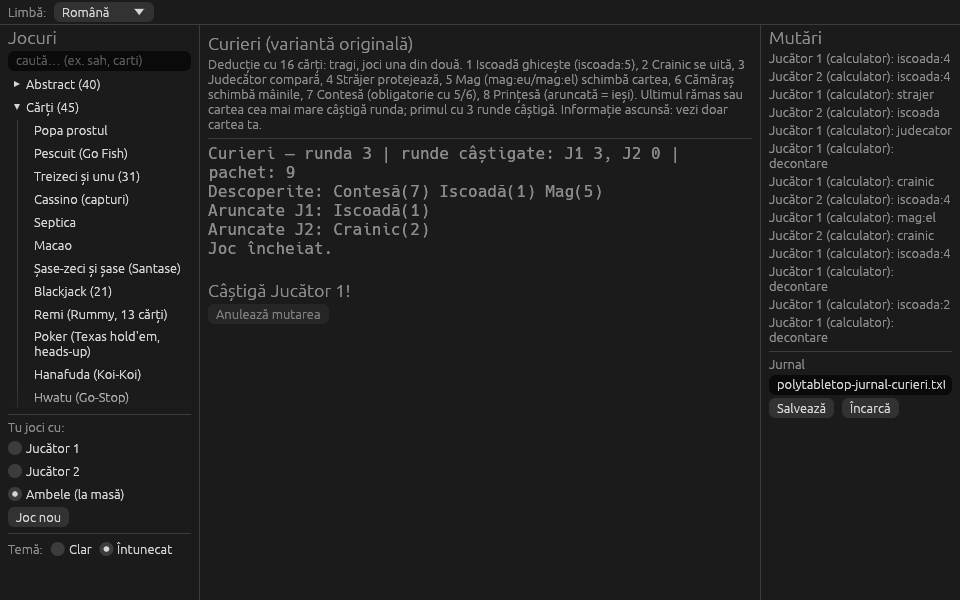 Limbă:
Română
Jocuri
caută... (ex. sah, carti)
Abstract (40)
Cărți (45)
Popa prostul
Pescuit (Go Fish)
Treizeci și unu (31)
Cassino (capturi)
Septica
Macao
Șase-zeci și șase (Santase)
Blackjack (21)
Remi (Rummy, 13 cărți)
Poker (Texas hold'em,
heads-up)
Hanafuda (Koi-Koi)
Hwatu (Go-Stop)
Tu joci cu:
Jucător 1
Jucător 2
Ambele (la masă)
Joc nou
Temă:
Clar
Întunecat
Curieri (variantă originală)
Deducție cu 16 cărți: tragi, joci una din două. 1 Iscoadă ghicește (iscoada:5), 2 Crainic se uită, 3
Judecător compară, 4 Străjer protejează, 5 Mag (mag:eu/mag:el) schimbă cartea, 6 Cămăraș
schimbă mâinile, 7 Contesă (obligatorie cu 5/6), 8 Prințesă (aruncată = ieși). Ultimul rămas sau
cartea cea mai mare câștigă runda; primul cu 3 runde câștigă. Informație ascunsă: vezi doar
cartea ta.
Curieri — runda 3 | runde câștigate: J1 3, J2 0 |
pachet: 9
Descoperite: Contesă(7) Iscoadă(1) Mag(5)
Aruncate J1: Iscoadă(1)
Aruncate J2: Crainic(2)
Joc încheiat.
Câștigă Jucător 1!
Anulează mutarea
Mutări
Jucător 1 (calculator): iscoada:4
Jucător 2 (calculator): iscoada:4
Jucător 1 (calculator): strajer
Jucător 2 (calculator): iscoada
Jucător 1 (calculator): judecator
Jucător 1 (calculator):
decontare
Jucător 1 (calculator): crainic
Jucător 2 (calculator): iscoada:4
Jucător 1 (calculator): mag:el
Jucător 2 (calculator): crainic
Jucător 1 (calculator): iscoada:4
Jucător 1 (calculator):
decontare
Jucător 1 (calculator): iscoada:2
Jucător 1 (calculator):
decontare
Jurnal
polytabletop-jurnal-curieri.txt
Salvează
Încarcă